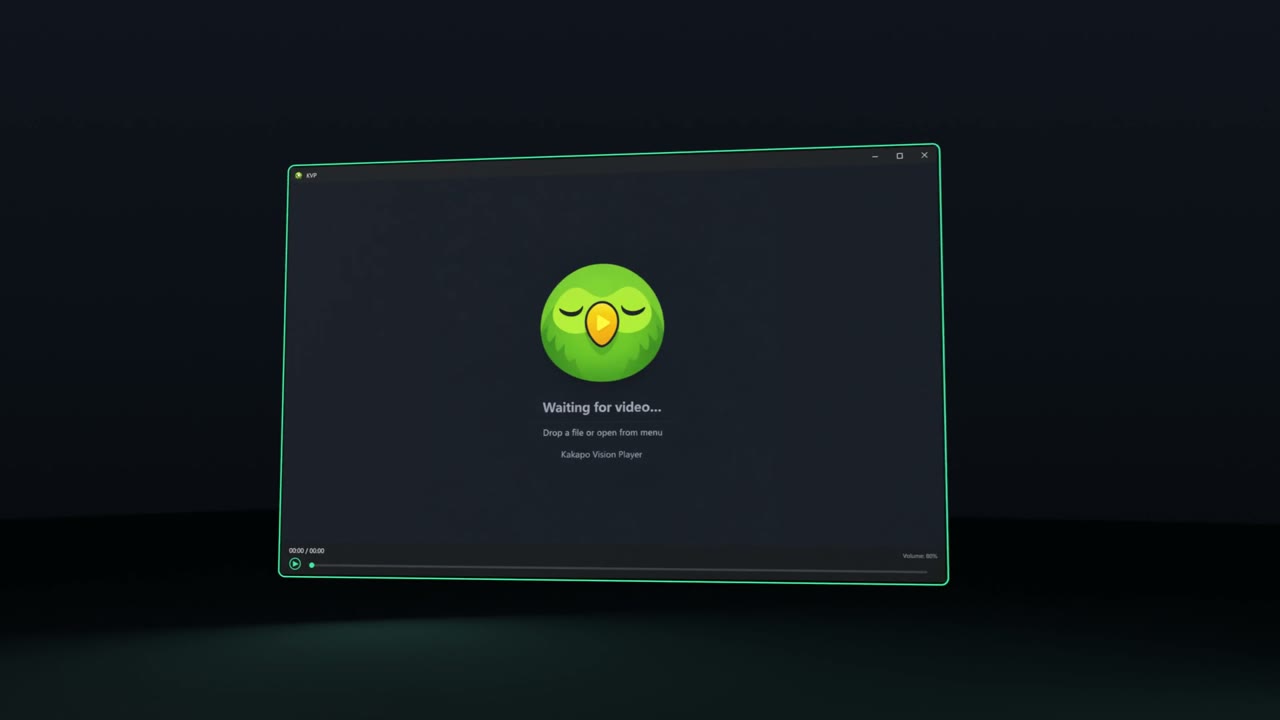 KVP
Waiting for video...
Drop a file or open from menu
Kakapo Vision Player
00:00 / 00:00
Volume: 80%